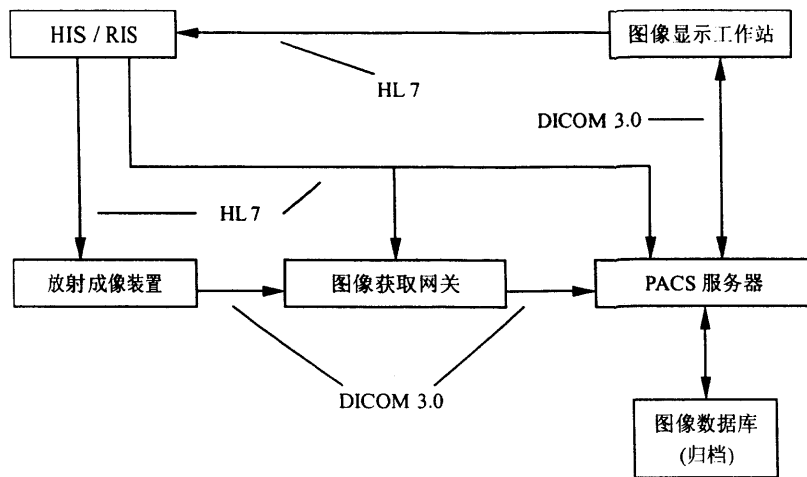 HIS / RIS
图像显示工作站
HL 7
DICOM 3.0
HL 7
放射成像装置
图像获取网关
PACS 服务器
DICOM 3.0
图像数据库
(归档)